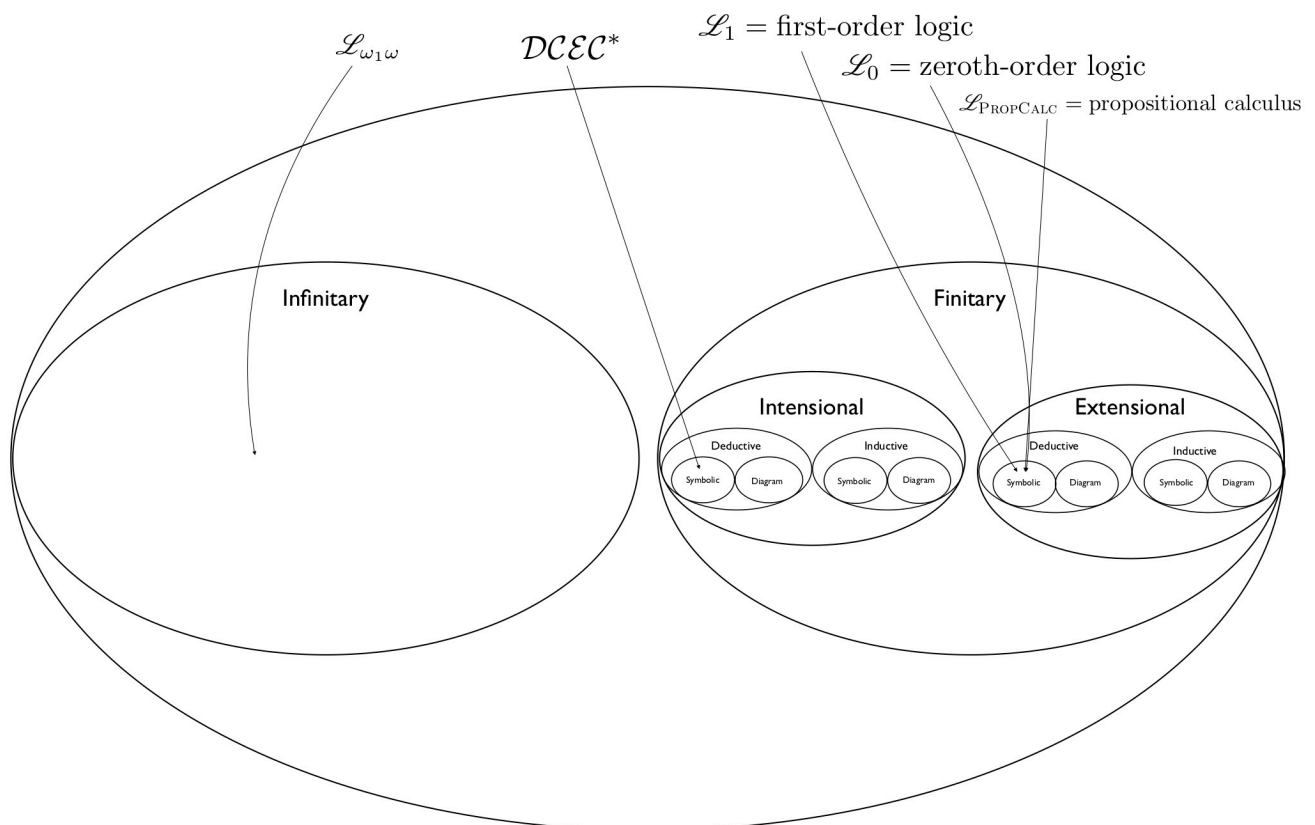 ℒ₁ = first-order logic
ℒ_{ω₁ω}
𝒟𝒞ℰ𝒞*
ℒ₀ = zeroth-order logic
ℒ_{PROPCALC} = propositional calculus
Infinitary
Finitary
Intensional
Extensional
Deductive
Inductive
Deductive
Inductive
Symbolic
Diagram
Symbolic
Diagram
Symbolic
Diagram
Symbolic
Diagram